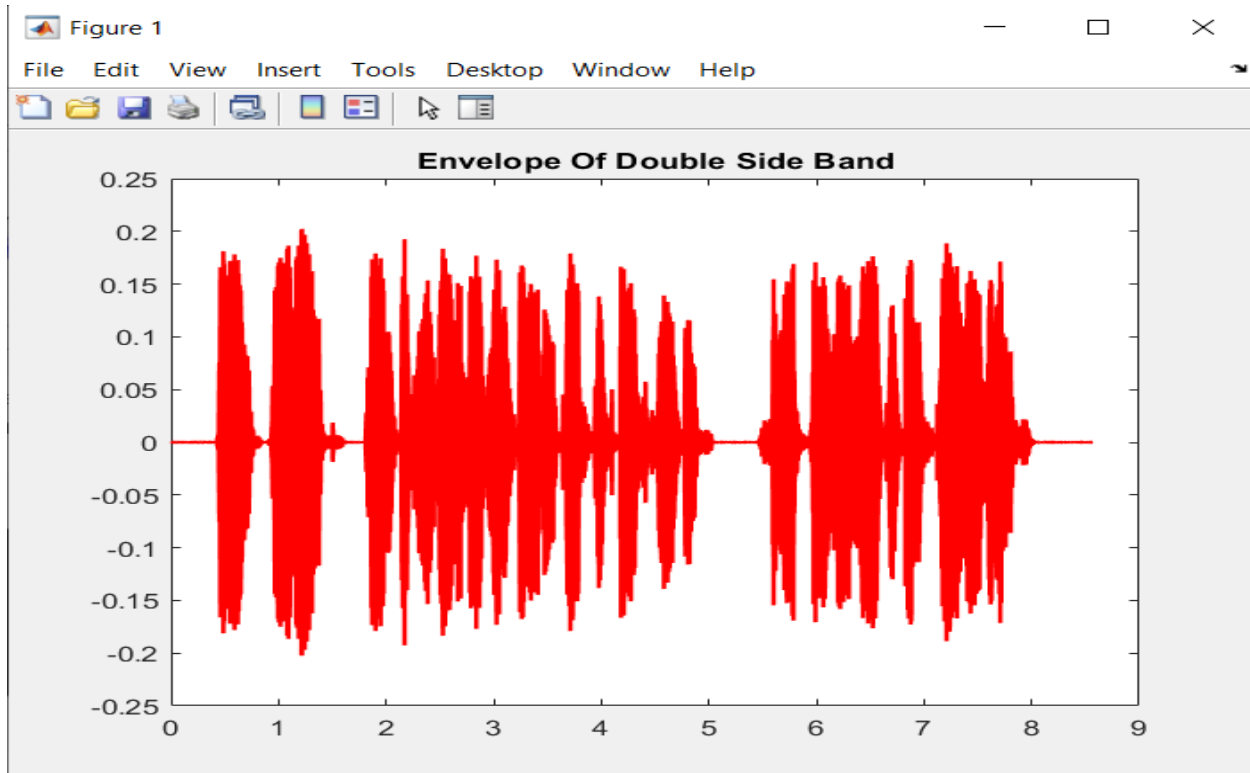 Figure 1
File Edit View Insert Tools Desktop Window Help
Envelope Of Double Side Band
0.25
0.2
0.15
0.1
0.05
0
-0.05
-0.1
-0.15
-0.2
-0.25
0 1 2 3 4 5 6 7 8 9